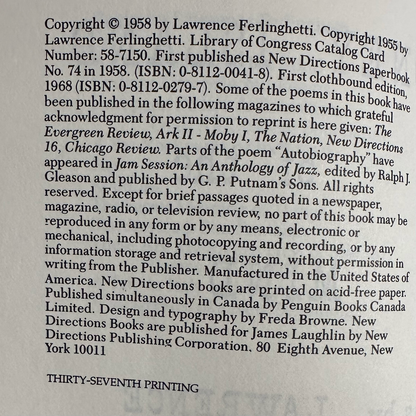 Copyright © 1958 by Lawrence Ferlinghetti. Copyright 1955 by
Lawrence Ferlinghetti. Library of Congress Catalog Card
Number: 58-7150. First published as New Directions Paperbook
No. 74 in 1958. (ISBN: 0-8112-0041-8). First clothbound edition,
1968 (ISBN: 0-8112-0279-7). Some of the poems in this book have
been published in the following magazines to which grateful
acknowledgment for permission to reprint is here given: The
Evergreen Review, Ark II - Moby I, The Nation, New Directions
16, Chicago Review. Parts of the poem "Autobiography" have
appeared in Jam Session: An Anthology of Jazz, edited by Ralph J.
Gleason and published by G. P. Putnam's Sons. All rights
reserved. Except for brief passages quoted in a newspaper,
magazine, radio, or television review, no part of this book may be
reproduced in any form or by any means, electronic or
mechanical, including photocopying and recording, or by any
information storage and retrieval system, without permission in
writing from the Publisher. Manufactured in the United States of
America. New Directions books are printed on acid-free paper.
Published simultaneously in Canada by Penguin Books Canada
Limited. Design and typography by Freda Browne. New
Directions Books are published for James Laughlin by New
Directions Publishing Corporation, 80 Eighth Avenue, New
York 10011
THIRTY-SEVENTH PRINTING